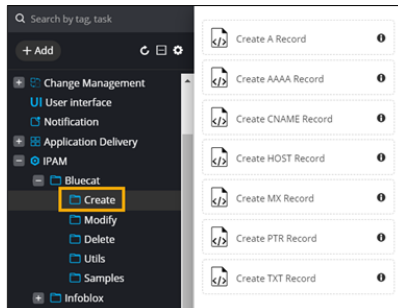 Search by tag, task
+ Add
Change Management
UI User interface
Notification
Application Delivery
IPAM
Bluecat
Create
Modify
Delete
Utils
Samples
Infoblox
Create A Record
Create AAAA Record
Create CNAME Record
Create HOST Record
Create MX Record
Create PTR Record
Create TXT Record